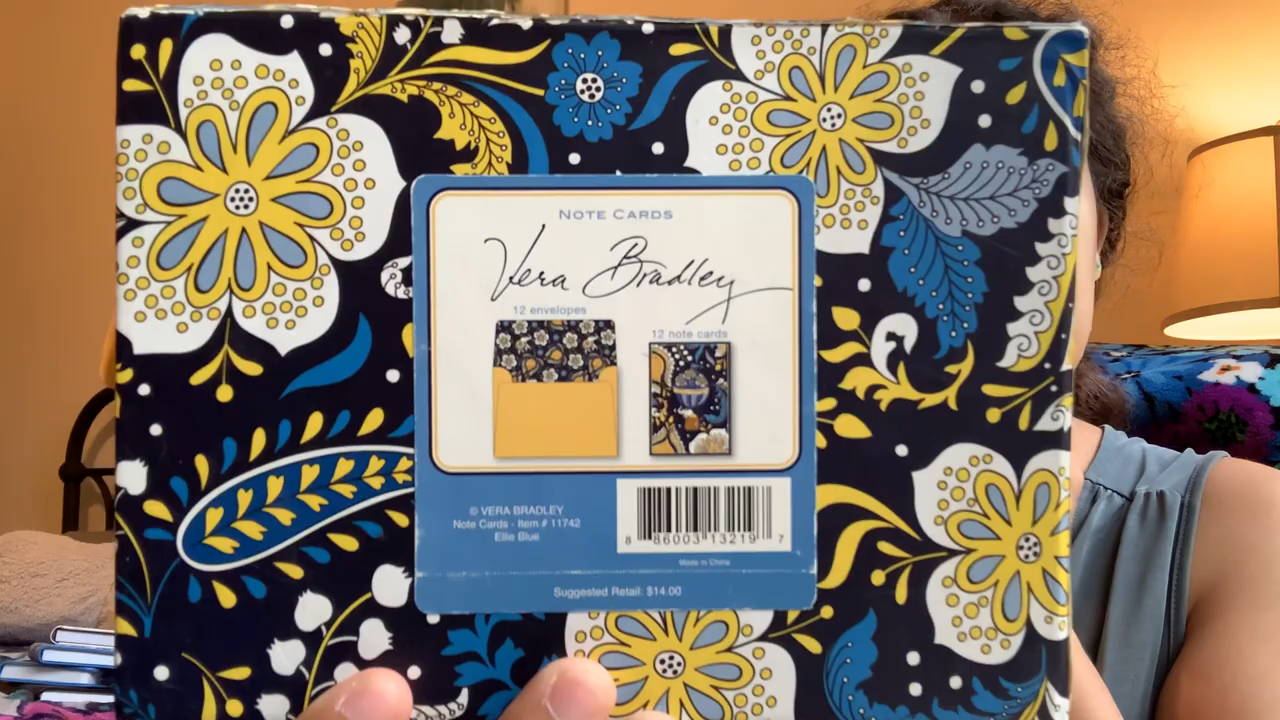 NOTE CARDS
Vera Bradley
12 envelopes
12 note cards
© VERA BRADLEY
Note Cards - Item # 11742
Ellie Blue
8 86003 13219 7
Made in China
Suggested Retail: $14.00